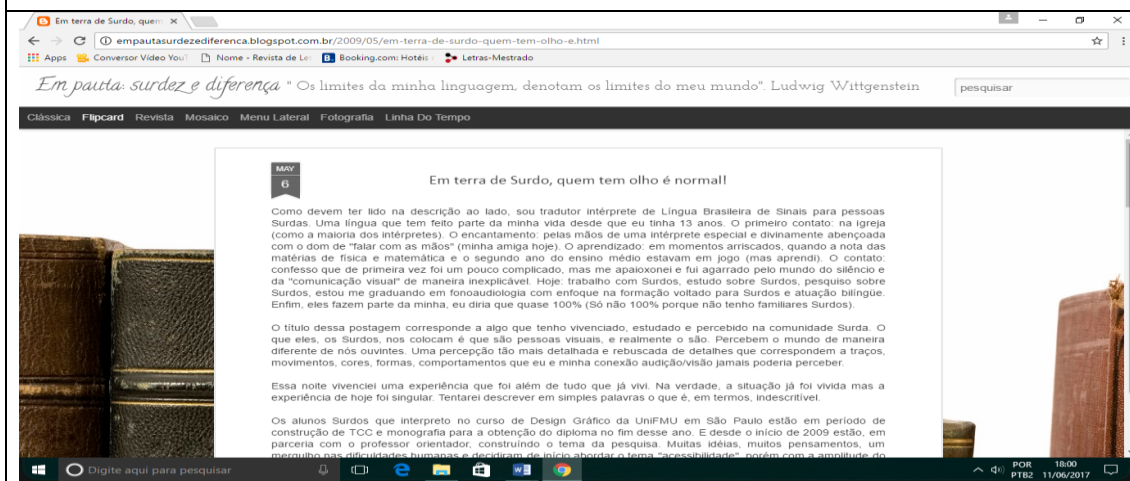 Em terra de Surdo, quem
empautasurdezediferenca.blogspot.com.br/2009/05/em-terra-de-surdo-quem-tem-olho-e.html
Apps Conversor Vídeo You Nome - Revista de Le Booking.com: Hotéis Letras-Mestrado
Em pauta: surdez e diferença " Os limites da minha linguagem, denotam os limites do meu mundo". Ludwig Wittgenstein pesquisar
Clássica Flipcard Revista Mosaico Menu Lateral Fotografia Linha Do Tempo
MAY
6
Em terra de Surdo, quem tem olho é normal!
Como devem ter lido na descrição ao lado, sou tradutor intérprete de Língua Brasileira de Sinais para pessoas
Surdas. Uma língua que tem feito parte da minha vida desde que eu tinha 13 anos. O primeiro contato: na igreja
(como a maioria dos intérpretes). O encantamento: pelas mãos de uma intérprete especial e divinamente abençoada
com o dom de "falar com as mãos" (minha amiga hoje). O aprendizado: em momentos arriscados, quando a nota das
matérias de física e matemática e o segundo ano do ensino médio estavam em jogo (mas aprendi). O contato:
confesso que de primeira vez foi um pouco complicado, mas me apaioxonei e fui agarrado pelo mundo do silêncio e
da "comunicação visual" de maneira inexplicável. Hoje: trabalho com Surdos, estudo sobre Surdos, pesquiso sobre
Surdos, estou me graduando em fonoaudiologia com enfoque na formação voltado para Surdos e atuação bilíngüe.
Enfim, eles fazem parte da minha, eu diria que quase 100% (Só não 100% porque não tenho familiares Surdos).
O título dessa postagem corresponde a algo que tenho vivenciado, estudado e percebido na comunidade Surda. O
que eles, os Surdos, nos colocam é que são pessoas visuais, e realmente o são. Percebem o mundo de maneira
diferente de nós ouvintes. Uma percepção tão mais detalhada e rebuscada de detalhes que correspondem a traços,
movimentos, cores, formas, comportamentos que eu e minha conexão audição/visão jamais poderia perceber.
Essa noite vivenciei uma experiência que foi além de tudo que já vivi. Na verdade, a situação já foi vivida mas a
experiência de hoje foi singular. Tentarei descrever em simples palavras o que é, em termos, indescritível.
Os alunos Surdos que interpreto no curso de Design Gráfico da UniFMU em São Paulo estão em período de
construção de TCC e monografia para a obtenção do diploma no fim desse ano. E desde o início de 2009 estão, em
parceria com o professor orientador, construíndo o tema da pesquisa. Muitas idéias, muitos pensamentos, um
mergulho nas dificuldades humanas e decidiram de início abordar o tema "acessibilidade", porém com a amplitude do
Digite aqui para pesquisar
POR 18:00
PTB2 11/06/2017